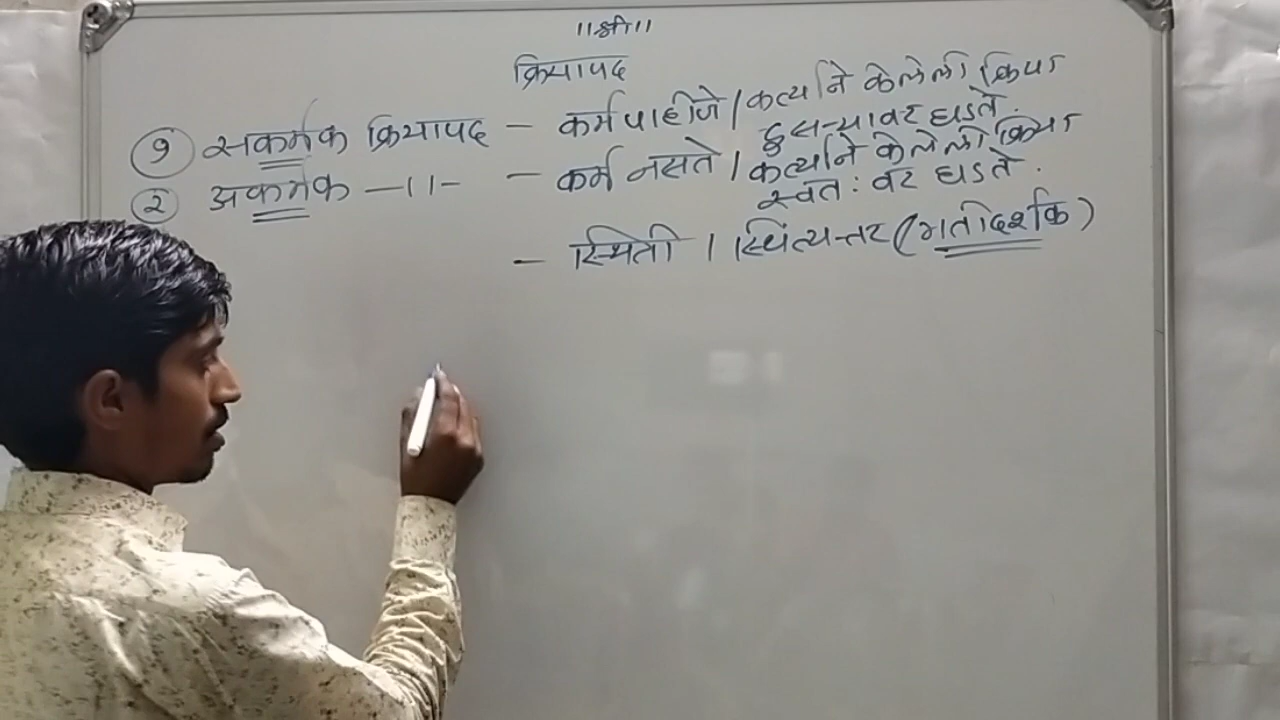 ॥श्री॥
क्रियापद
१ सकर्मक क्रियापद – कर्म पाहीजे / कर्त्याने केलेली क्रिया
दुसऱ्यावर घडते.
२ अकर्मक –॥– – कर्म नसते / कर्त्याने केलेली क्रिया
स्वतः वर घडते.
– स्थिती / स्थित्यन्तर (गतीदर्शक)